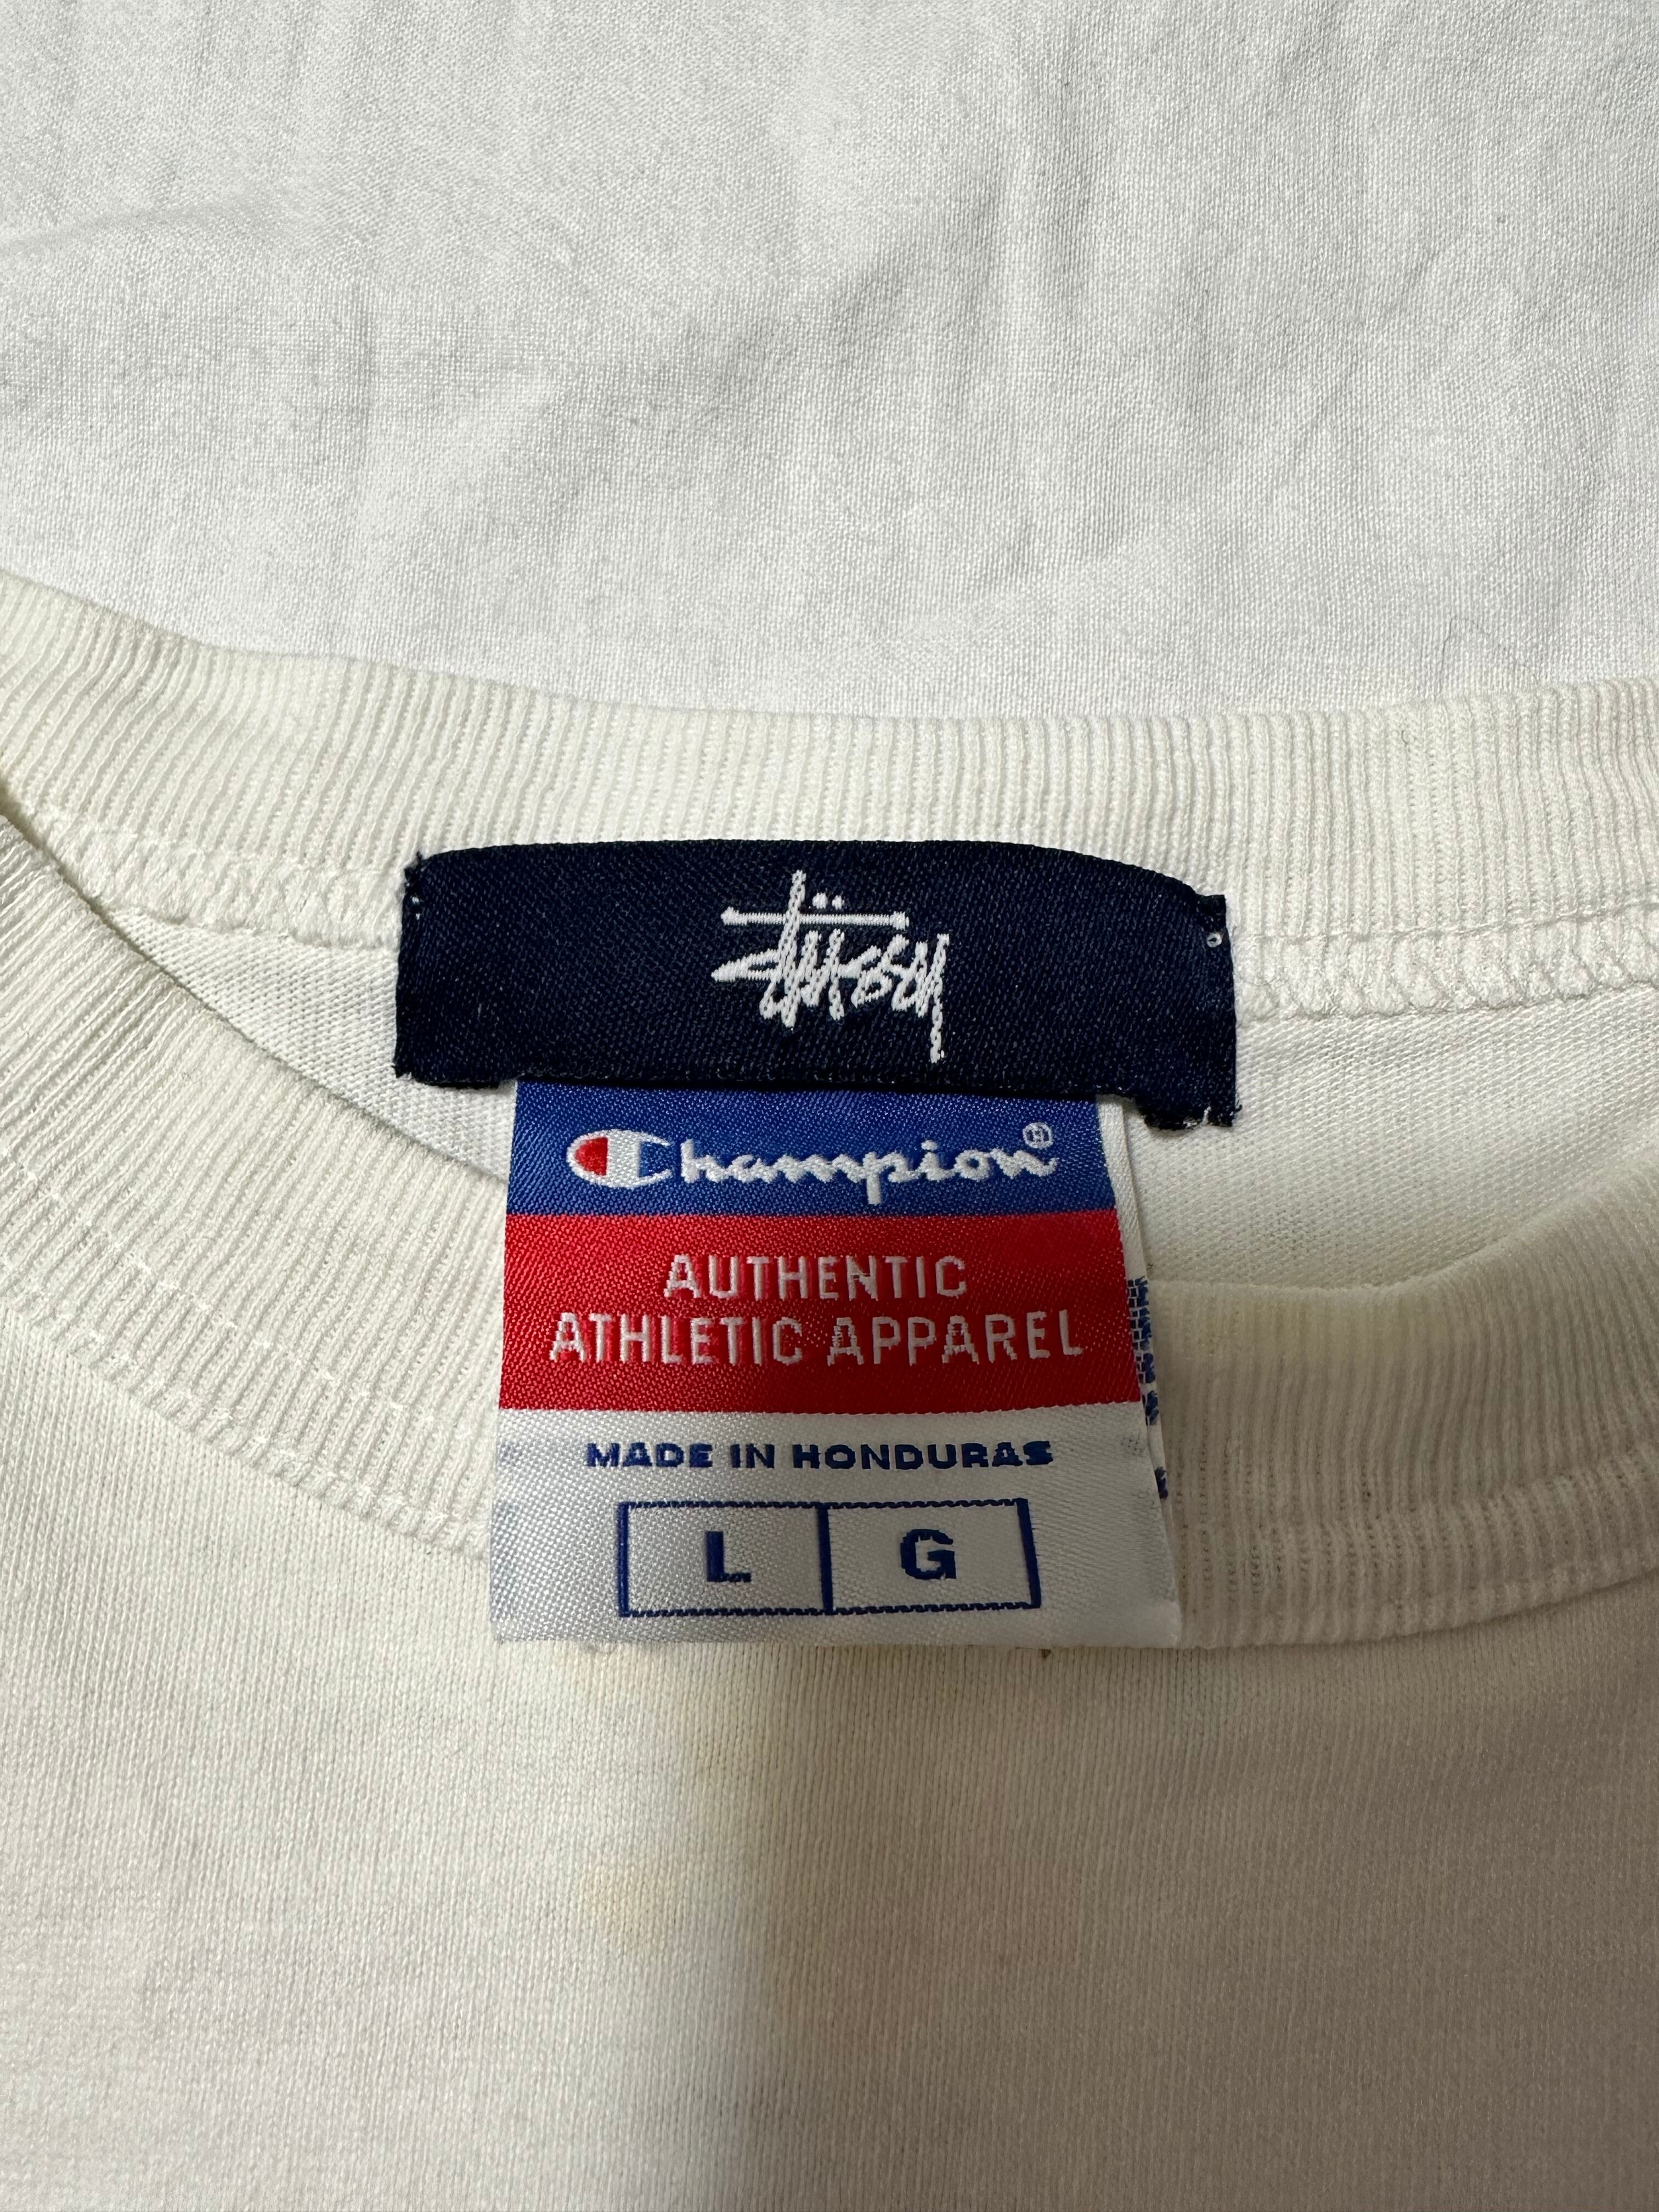 Stüssy
Champion®
AUTHENTIC
ATHLETIC APPAREL
MADE IN HONDURAS
L G